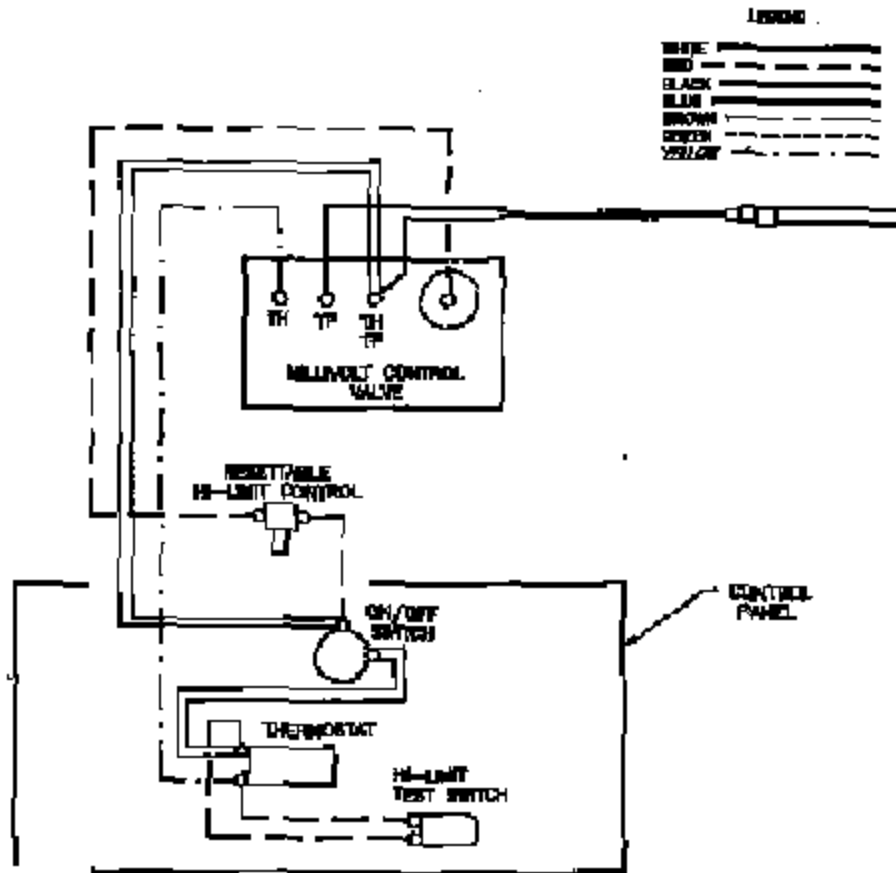 LEGEND
WHITE
RED
BLACK
BLUE
BROWN
GREEN
YELLOW
TH
TP
TH
TP
MILLIVOLT CONTROL
VALVE
RESETTABLE
HI-LIMIT CONTROL
ON/OFF
SWITCH
CONTROL
PANEL
THERMOSTAT
HI-LIMIT
TEST SWITCH